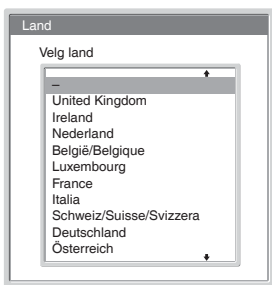 Land
Velg land
–
United Kingdom
Ireland
Nederland
België/Belgique
Luxembourg
France
Italia
Schweiz/Suisse/Svizzera
Deutschland
Österreich